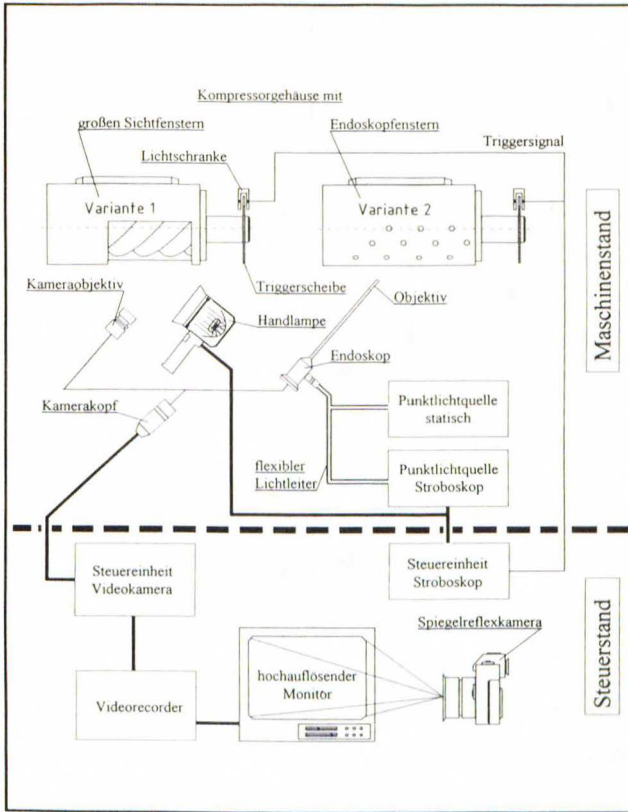 Kompressorgehäuse mit
großen Sichtfenstern
Endoskopfenstern
Lichtschranke
Triggersignal
Variante 1
Variante 2
Maschinenstand
Triggerscheibe
Kameraobjektiv
Handlampe
Objektiv
Endoskop
Kamerakopf
Punktlichtquelle
statisch
flexibler
Lichtleiter
Punktlichtquelle
Stroboskop
Steuereinheit
Videokamera
Steuereinheit
Stroboskop
Spiegelreflexkamera
Steuerstand
hochauflösender
Monitor
Videorecorder